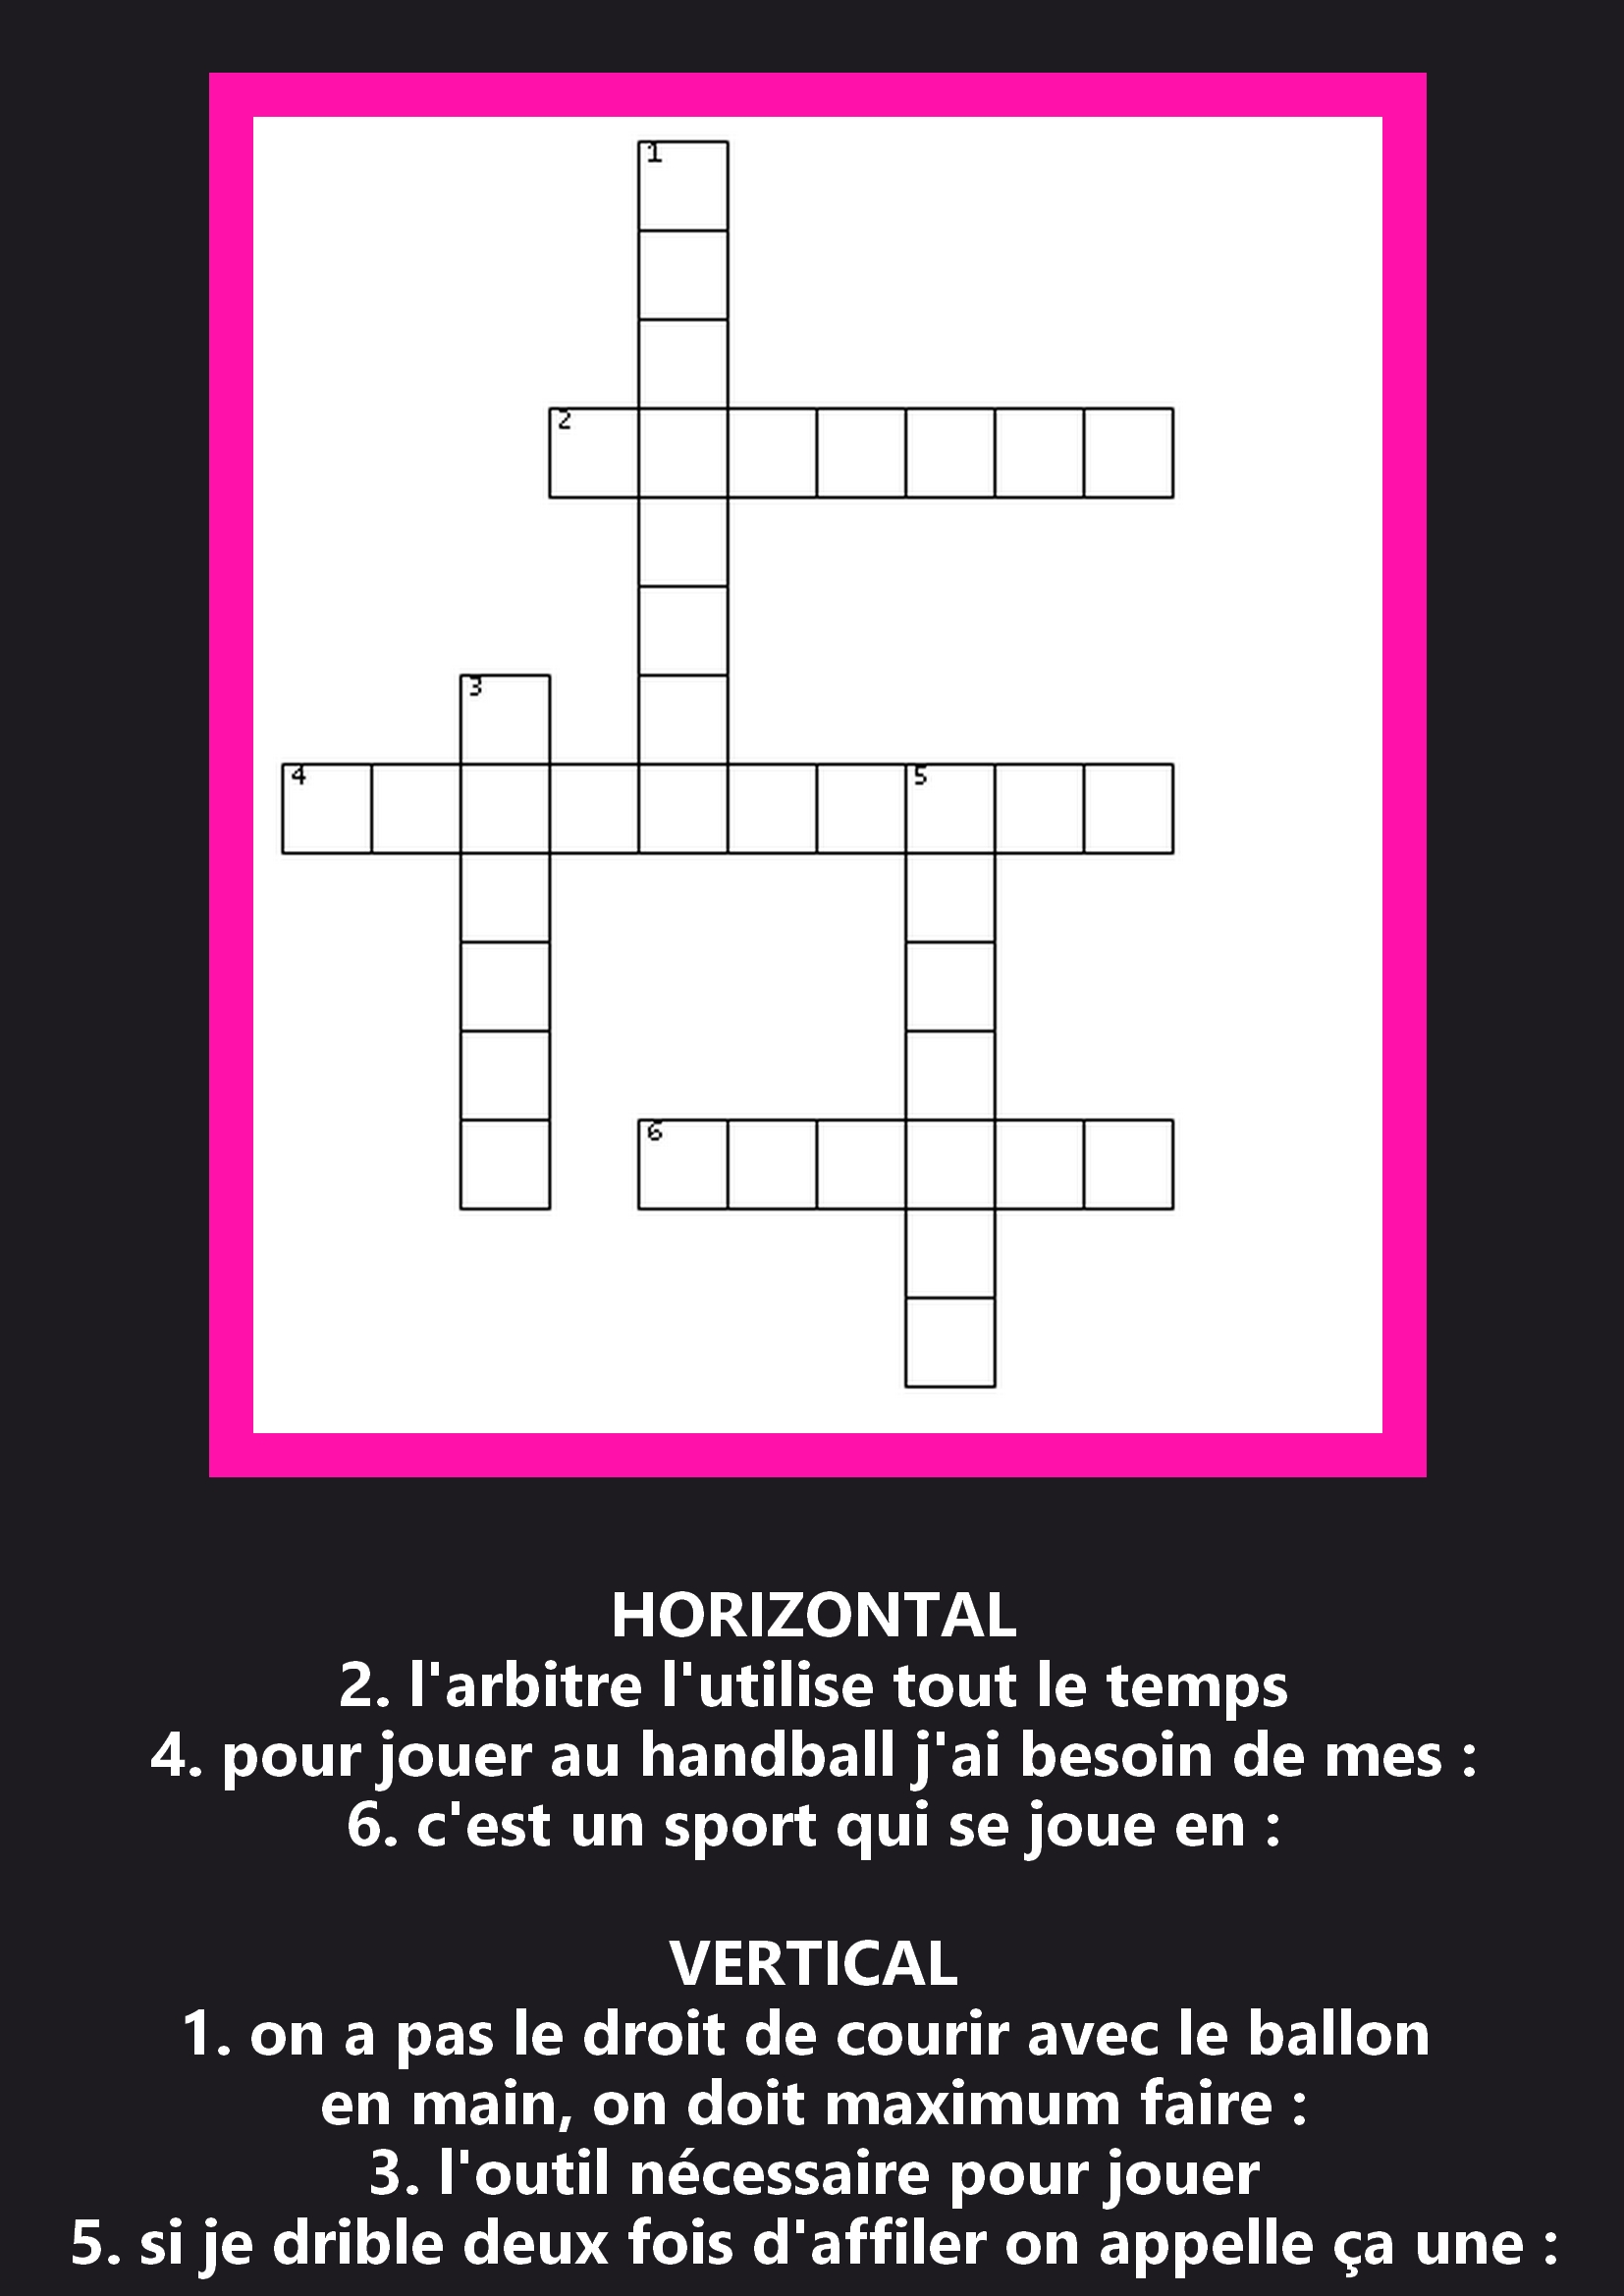 1
2
3
4 5
6
HORIZONTAL
2. l'arbitre l'utilise tout le temps
4. pour jouer au handball j'ai besoin de mes :
6. c'est un sport qui se joue en :
VERTICAL
1. on a pas le droit de courir avec le ballon
en main, on doit maximum faire :
3. l'outil nécessaire pour jouer
5. si je drible deux fois d'affiler on appelle ça une :